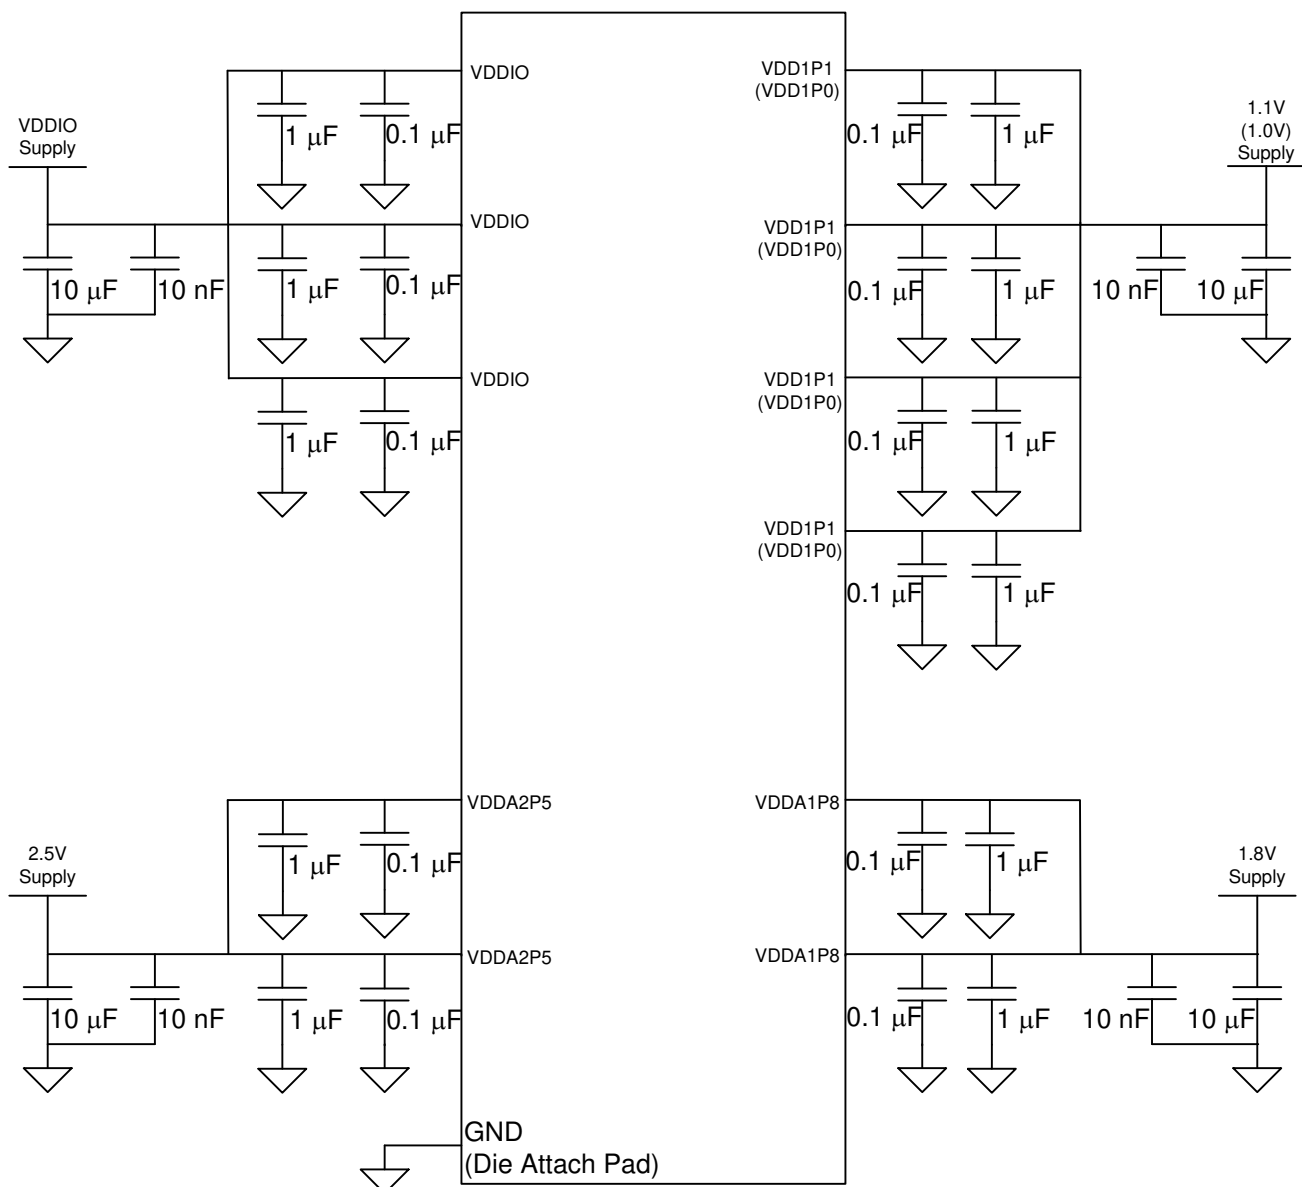 VDDIO
Supply
10 μF
10 nF
VDDIO
1 μF
0.1 μF
VDDIO
1 μF
0.1 μF
VDDIO
1 μF
0.1 μF
VDD1P1
(VDD1P0)
0.1 μF
1 μF
VDD1P1
(VDD1P0)
0.1 μF
1 μF
VDD1P1
(VDD1P0)
0.1 μF
1 μF
VDD1P1
(VDD1P0)
0.1 μF
1 μF
1.1V
(1.0V)
Supply
10 nF
10 μF
2.5V
Supply
10 μF
10 nF
VDDA2P5
1 μF
0.1 μF
VDDA2P5
1 μF
0.1 μF
VDDA1P8
0.1 μF
1 μF
VDDA1P8
0.1 μF
1 μF
1.8V
Supply
10 nF
10 μF
GND
(Die Attach Pad)